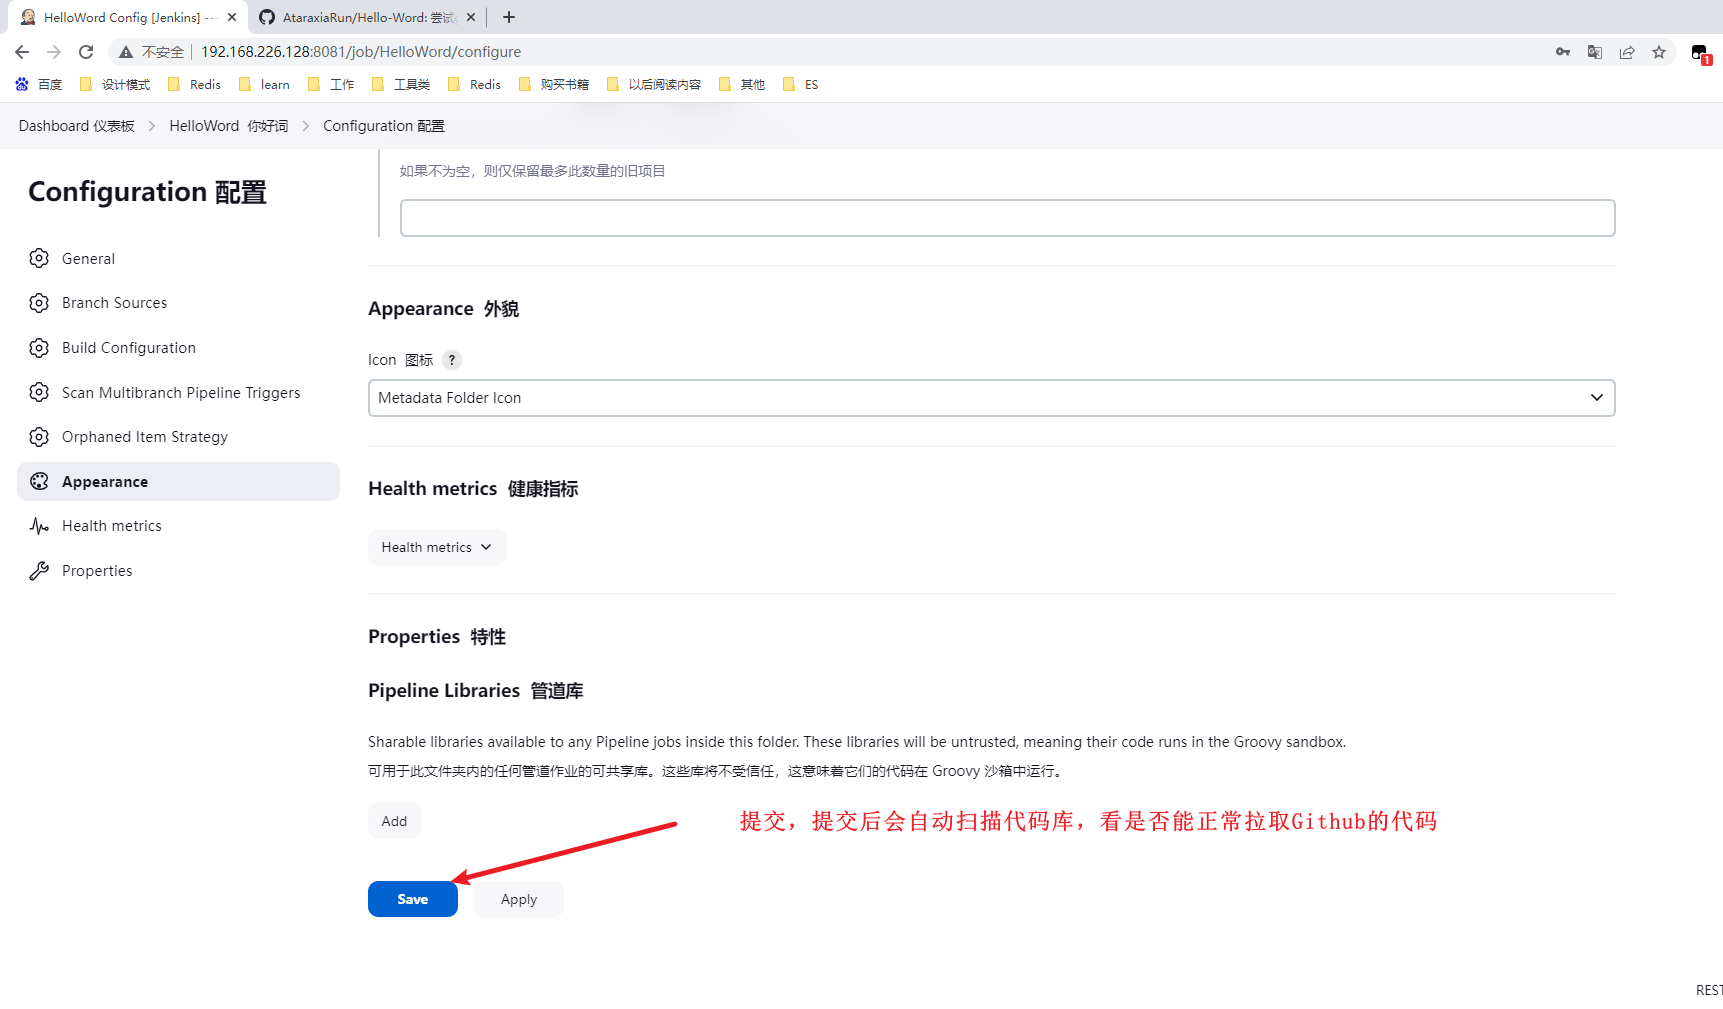 HelloWord Config [Jenkins] --
AtaraxiaRun/Hello-Word: 尝试
不安全 192.168.226.128:8081/job/HelloWord/configure
1
百度 设计模式 Redis learn 工作 工具类 Redis 购买书籍 以后阅读内容 其他 ES
Dashboard 仪表板 HelloWord 你好词 Configuration 配置
Configuration 配置
General
Branch Sources
Build Configuration
Scan Multibranch Pipeline Triggers
Orphaned Item Strategy
Appearance
Health metrics
Properties
如果不为空，则仅保留最多此数量的旧项目
Appearance 外貌
Icon 图标 ?
Metadata Folder Icon
Health metrics 健康指标
Health metrics
Properties 特性
Pipeline Libraries 管道库
Sharable libraries available to any Pipeline jobs inside this folder. These libraries will be untrusted, meaning their code runs in the Groovy sandbox.
可用于此文件夹内的任何管道作业的可共享库。这些库将不受信任，这意味着它们的代码在 Groovy 沙箱中运行。
Add
提交，提交后会自动扫描代码库，看是否能正常拉取Github的代码
Save Apply
REST